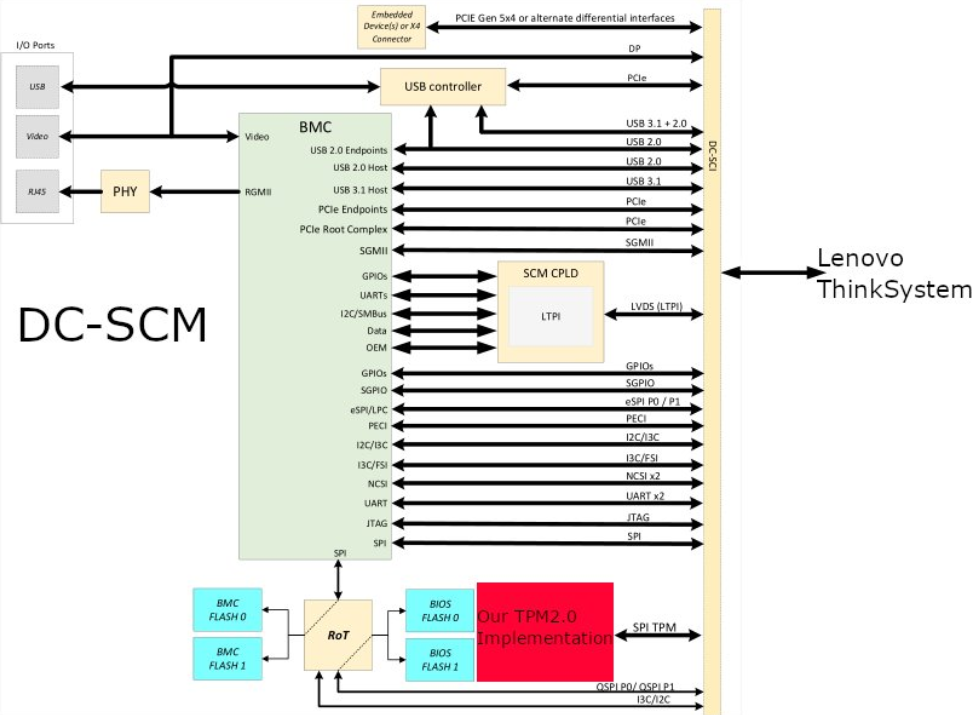 Embedded
Device(s) or X4
Connector
PCIE Gen 5x4 or alternate differential interfaces
I/O Ports
DP
USB
USB controller
PCIe
Video
BMC
Video
USB 3.1 + 2.0
USB 2.0 Endpoints
USB 2.0
USB 2.0 Host
USB 2.0
DC-SCI
RJ45
PHY
RGMII
USB 3.1 Host
USB 3.1
PCIe Endpoints
PCIe
PCIe Root Complex
PCIe
SGMII
SGMII
Lenovo
ThinkSystem
GPIOs
SCM CPLD
UARTs
I2C/SMBus
LTPI
LVDS (LTPI)
Data
OEM
DC-SCM
GPIOs
GPIOs
SGPIO
SGPIO
eSPI/LPC
eSPI P0 / P1
PECI
PECI
I2C/I3C
I2C/I3C
I3C/FSI
I3C/FSI
NCSI
NCSI x2
UART
UART x2
JTAG
JTAG
SPI
SPI
SPI
BMC
FLASH 0
BMC
FLASH 1
RoT
BIOS
FLASH 0
BIOS
FLASH 1
Our TPM2.0
Implementation
SPI TPM
QSPI P0/ QSPI P1
I3C/I2C